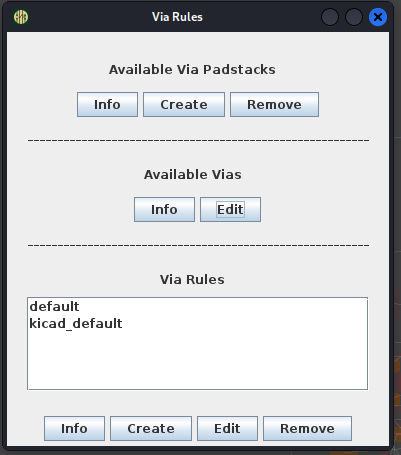 Via Rules
Available Via Padstacks
Info Create Remove
Available Vias
Info Edit
Via Rules
default
kicad_default
Info Create Edit Remove